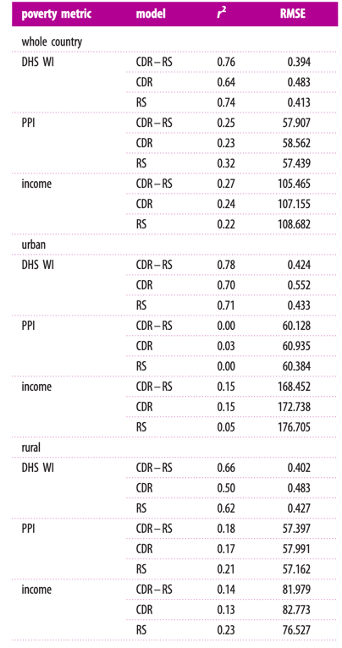 poverty metric model r² RMSE
whole country
DHS WI CDR–RS 0.76 0.394
CDR 0.64 0.483
RS 0.74 0.413
PPI CDR–RS 0.25 57.907
CDR 0.23 58.562
RS 0.32 57.439
income CDR–RS 0.27 105.465
CDR 0.24 107.155
RS 0.22 108.682
urban
DHS WI CDR–RS 0.78 0.424
CDR 0.70 0.552
RS 0.71 0.433
PPI CDR–RS 0.00 60.128
CDR 0.03 60.935
RS 0.00 60.384
income CDR–RS 0.15 168.452
CDR 0.15 172.738
RS 0.05 176.705
rural
DHS WI CDR–RS 0.66 0.402
CDR 0.50 0.483
RS 0.62 0.427
PPI CDR–RS 0.18 57.397
CDR 0.17 57.991
RS 0.21 57.162
income CDR–RS 0.14 81.979
CDR 0.13 82.773
RS 0.23 76.527